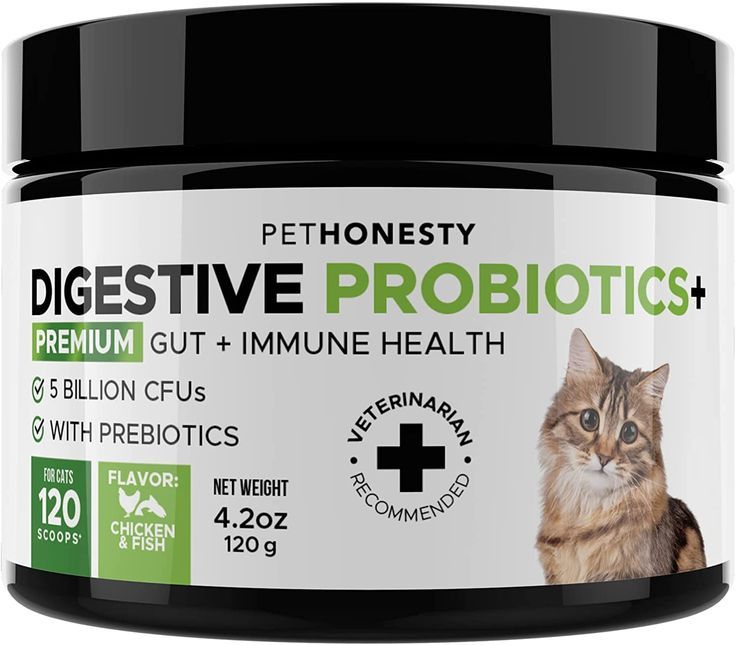 PETHONESTY
DIGESTIVE PROBIOTICS+
PREMIUM GUT + IMMUNE HEALTH
5 BILLION CFUs
WITH PREBIOTICS
VETERINARIAN
• RECOMMENDED •
FOR CATS
120
SCOOPS*
FLAVOR:
CHICKEN
& FISH
NET WEIGHT
4.2oz
120 g